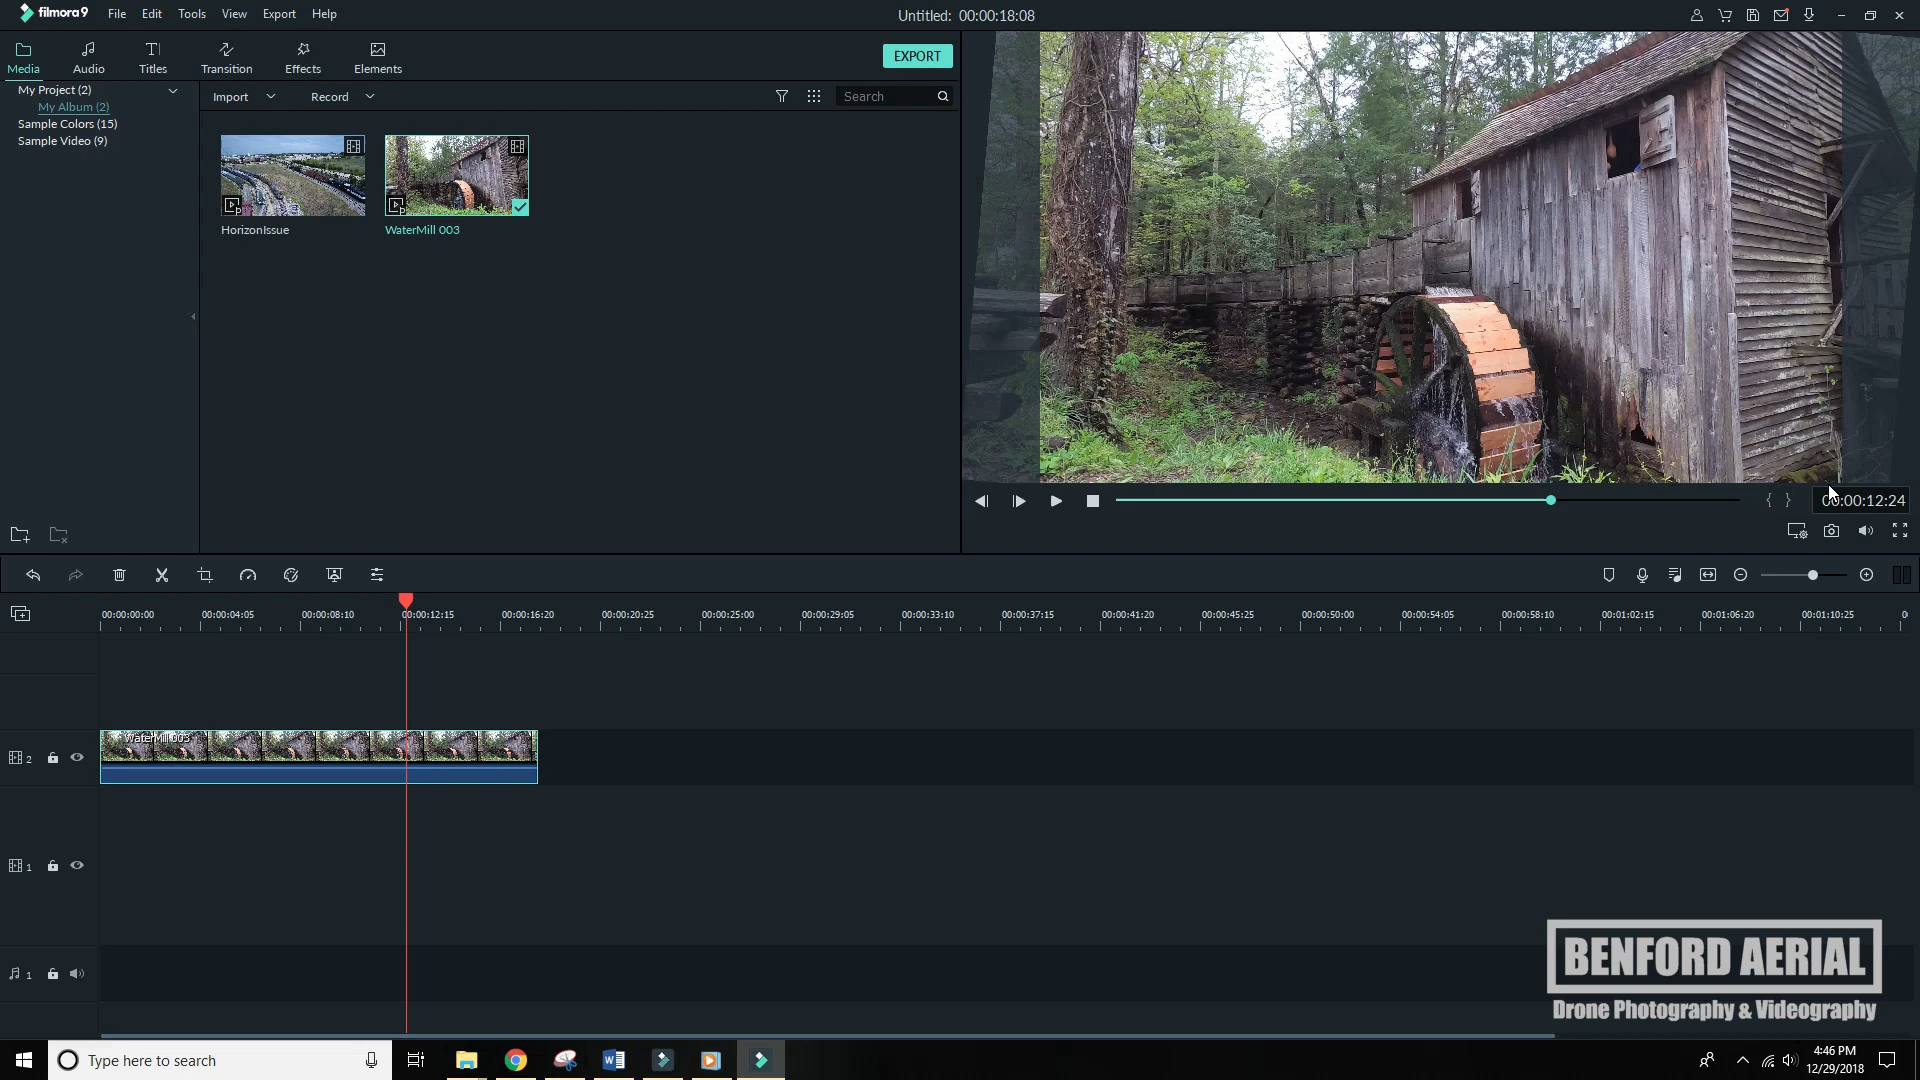 filmora9 File Edit Tools View Export Help Untitled: 00:00:18:08
Media Audio Titles Transition Effects Elements EXPORT
My Project (2)
My Album (2)
Sample Colors (15)
Sample Video (9)
Import Record Search
HorizonIssue WaterMill 003
00:00:12:24
00:00:00:00 00:00:04:05 00:00:08:10 00:00:12:15 00:00:16:20 00:00:20:25 00:00:25:00 00:00:29:05 00:00:33:10 00:00:37:15 00:00:41:20 00:00:45:25 00:00:50:00 00:00:54:05 00:00:58:10 00:01:02:15 00:01:06:20 00:01:10:25
WaterMill 003
2
1
1
BENFORD AERIAL
Drone Photography & Videography
Type here to search
4:46 PM
12/29/2018